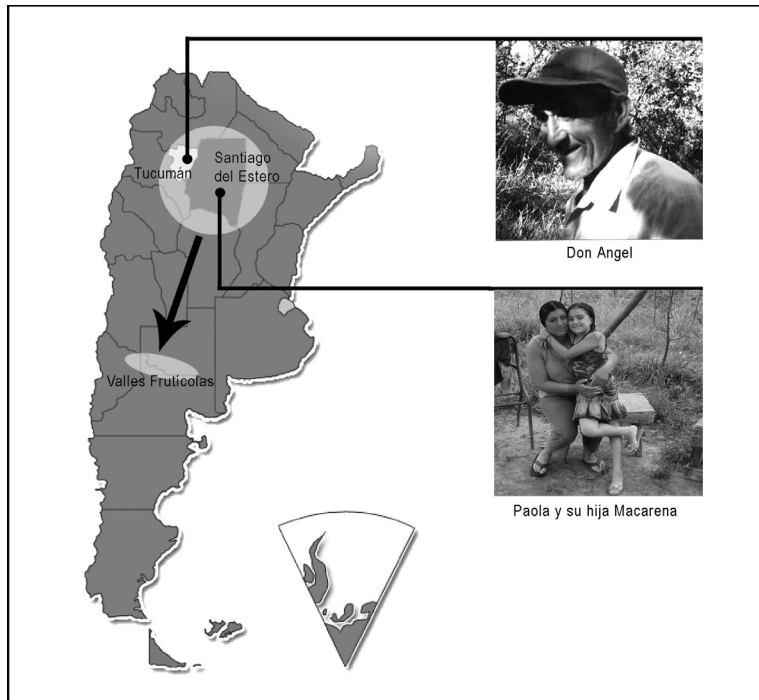 Tucumán
Santiago
del Estero
Don Angel
Valles Frutícolas
Paola y su hija Macarena